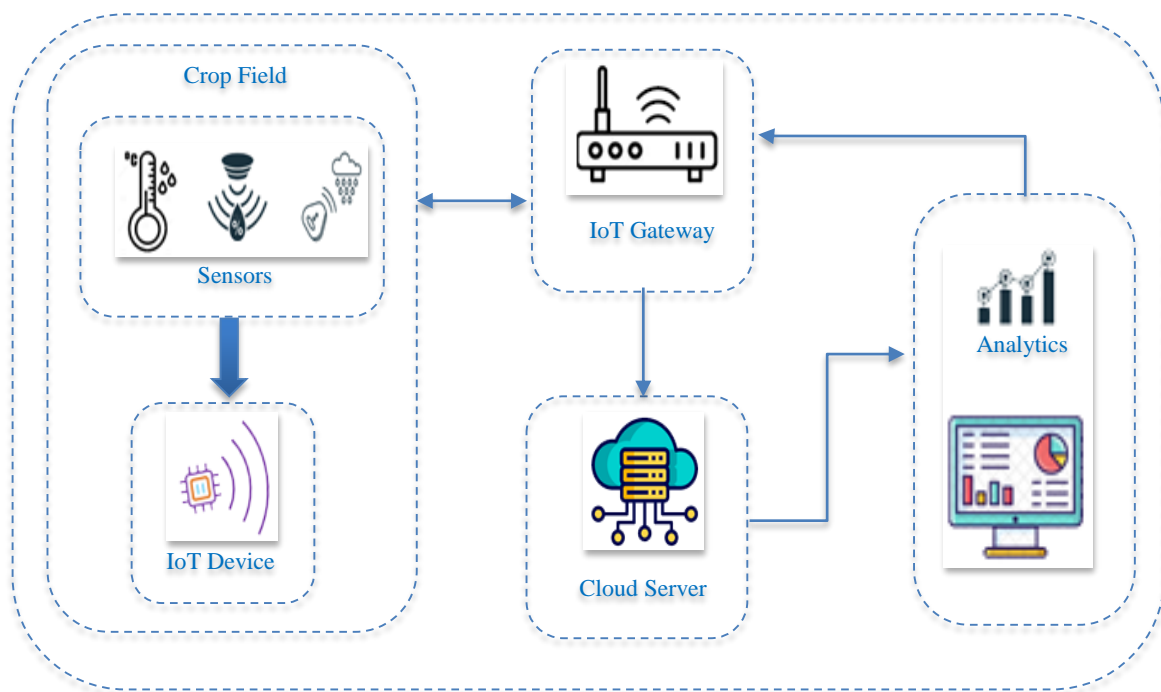 Crop Field
°C
%
Sensors
IoT Device
IoT Gateway
Cloud Server
Analytics